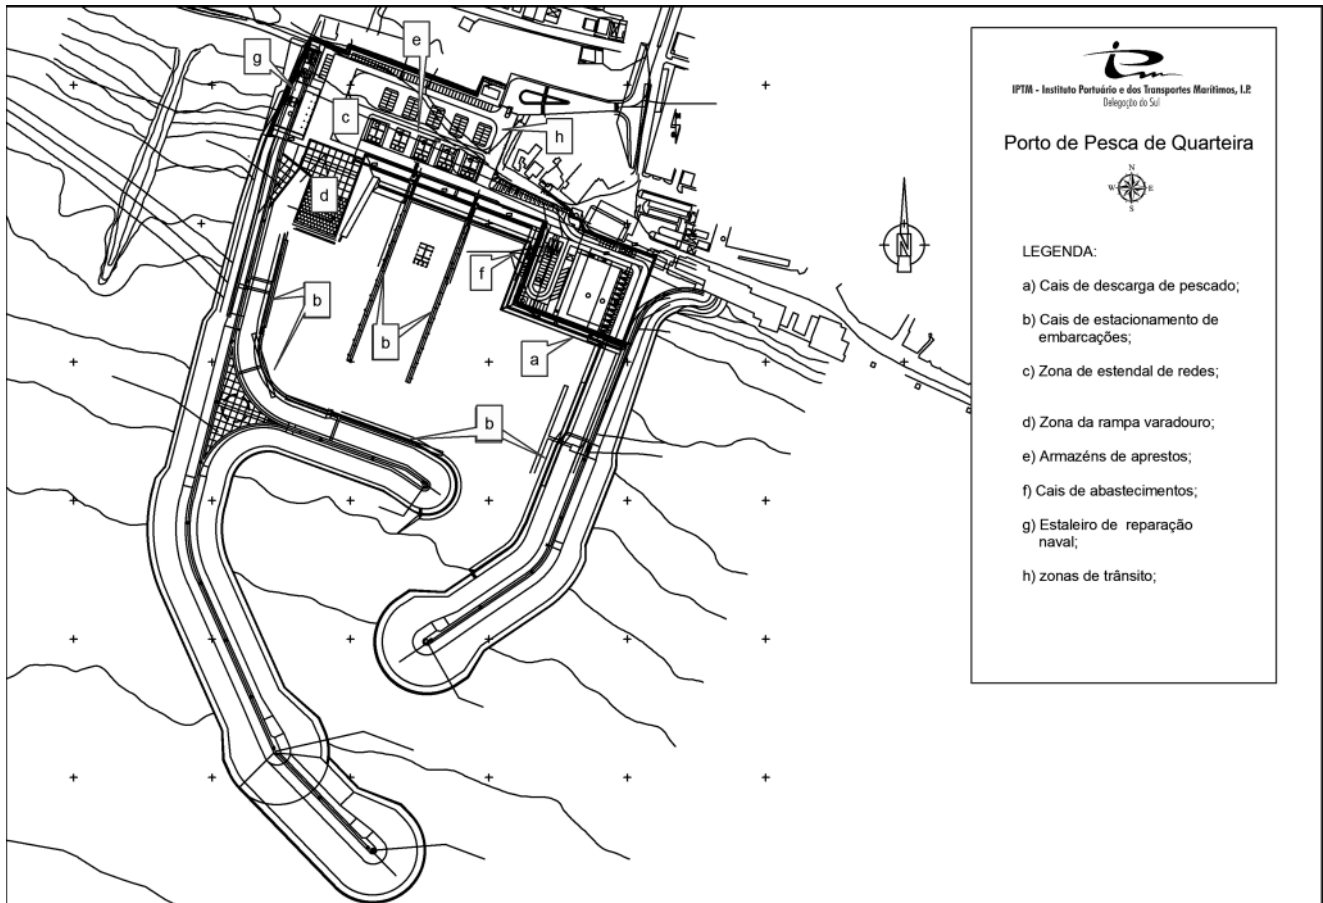 e
g
c
h
d
f
b
b
a
b
N
IPTM - Instituto Portuário e dos Transportes Marítimos, I.P.
Delegação do Sul
Porto de Pesca de Quarteira
N
W
E
S
LEGENDA:
a) Cais de descarga de pescado;
b) Cais de estacionamento de
embarcações;
c) Zona de estendal de redes;
d) Zona da rampa varadouro;
e) Armazéns de aprestos;
f) Cais de abastecimentos;
g) Estaleiro de reparação
naval;
h) zonas de trânsito;